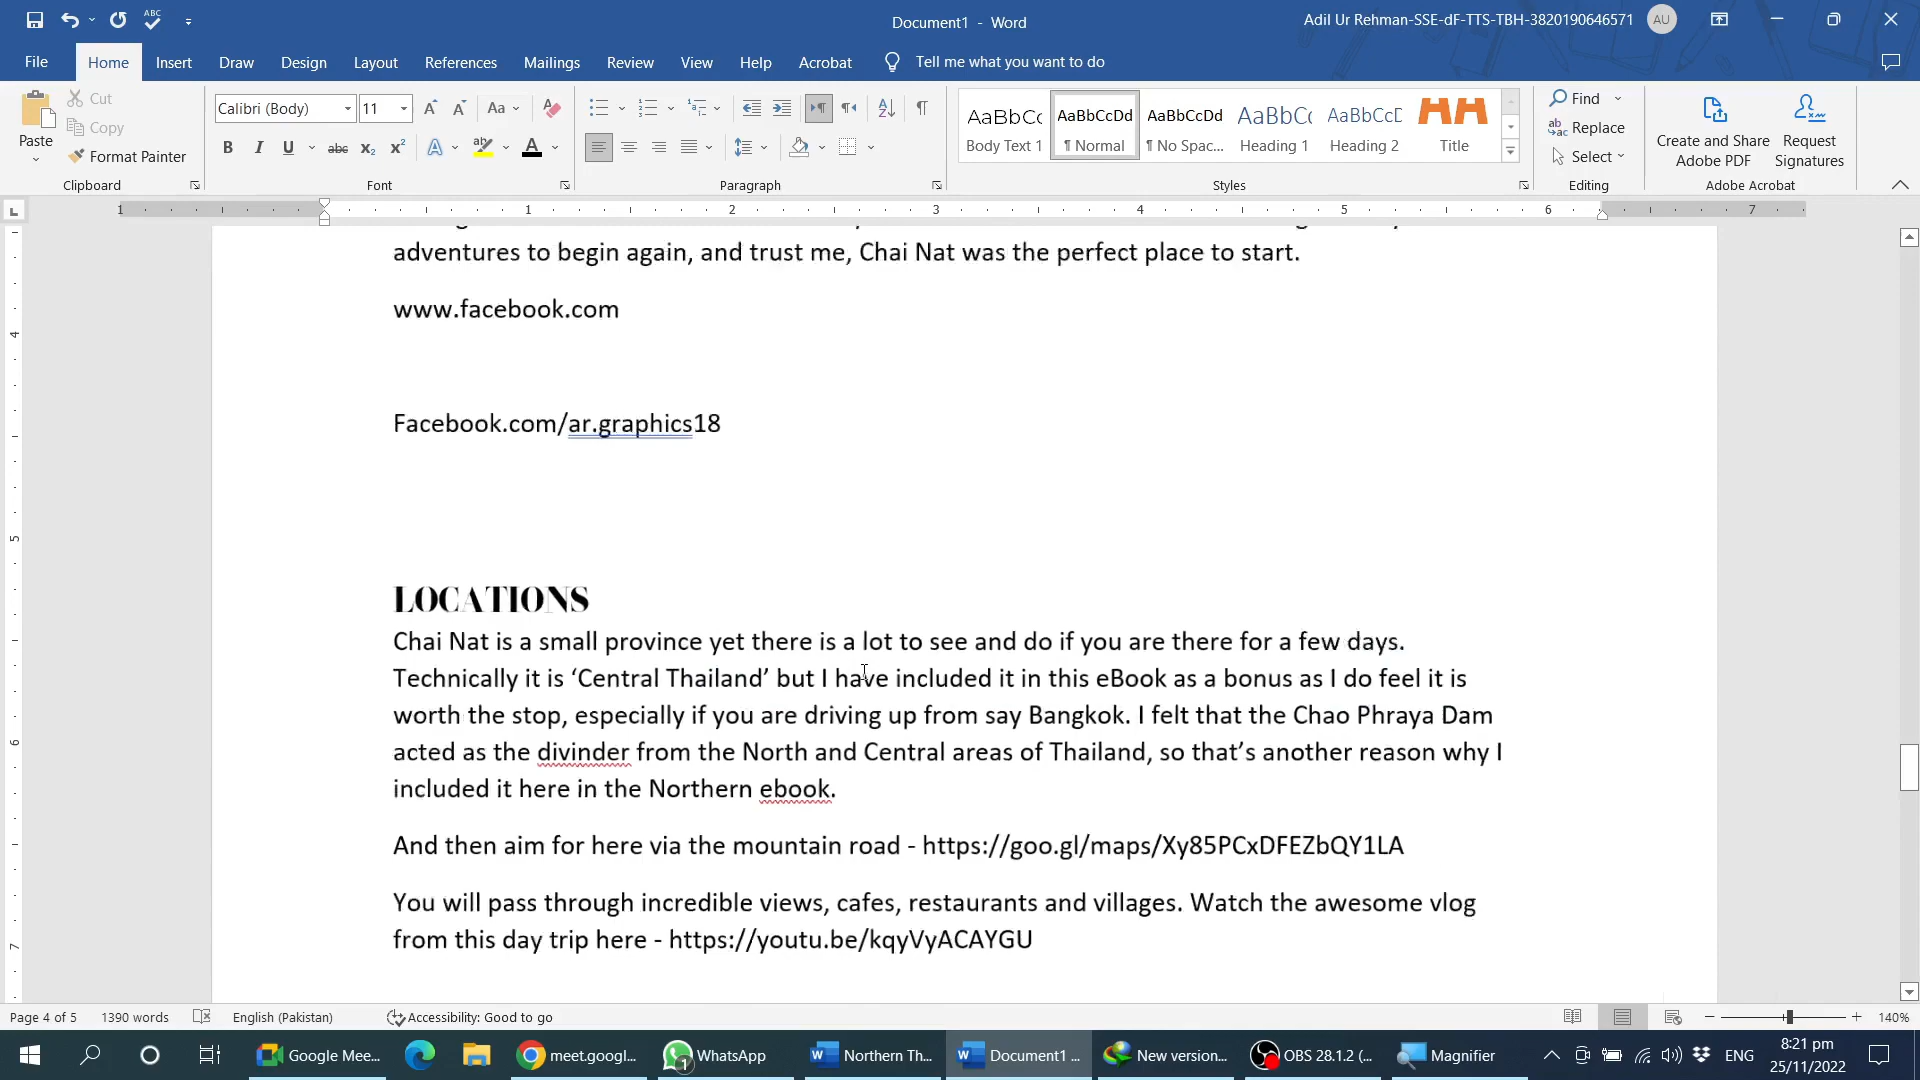 Document1 - Word
Adil Ur Rehman-SSE-dF-TTS-TBH-3820190646571
AU
File Home Insert Draw Design Layout References Mailings Review View Help Acrobat Tell me what you want to do
Paste
Cut
Copy
Format Painter
Clipboard
Calibri (Body) 11
Font
Paragraph
AaBbCc AaBbCcDd AaBbCcDd AaBbCc AaBbCcD
Body Text 1 ¶ Normal ¶ No Spac... Heading 1 Heading 2 Title
Styles
Find
Replace
Select
Editing
Create and Share Adobe PDF
Request Signatures
Adobe Acrobat
1 1 2 3 4 5 6 7
adventures to begin again, and trust me, Chai Nat was the perfect place to start.
www.facebook.com
Facebook.com/ar.graphics18
LOCATIONS
Chai Nat is a small province yet there is a lot to see and do if you are there for a few days.
Technically it is ‘Central Thailand’ but I have included it in this eBook as a bonus as I do feel it is
worth the stop, especially if you are driving up from say Bangkok. I felt that the Chao Phraya Dam
acted as the divinder from the North and Central areas of Thailand, so that’s another reason why I
included it here in the Northern ebook.
And then aim for here via the mountain road - https://goo.gl/maps/Xy85PCxDFEZbQY1LA
You will pass through incredible views, cafes, restaurants and villages. Watch the awesome vlog
from this day trip here - https://youtu.be/kqyVyACAYGU
Page 4 of 5 1390 words English (Pakistan) Accessibility: Good to go 140%
Google Mee... meet.googl... WhatsApp Northern Th... Document1 ... New version... OBS 28.1.2 (... Magnifier ENG
8:21 pm
25/11/2022